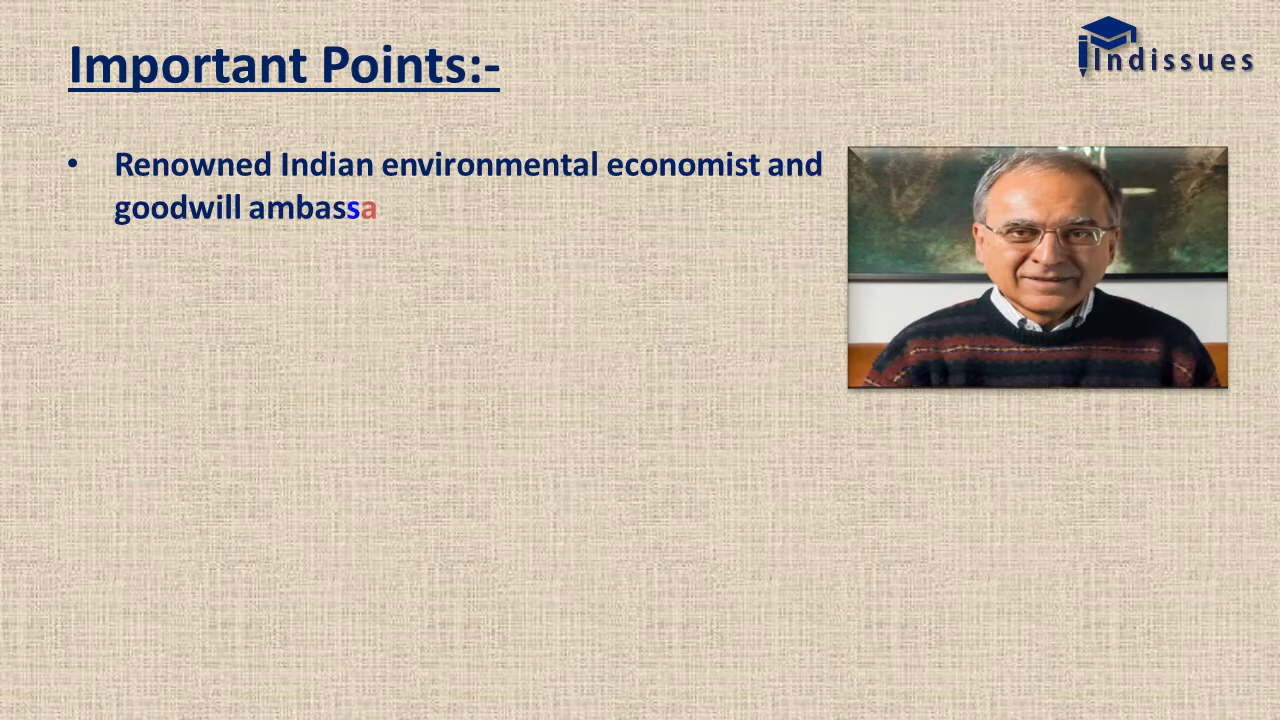 Important Points:-
Indissues
• Renowned Indian environmental economist and
goodwill ambassa